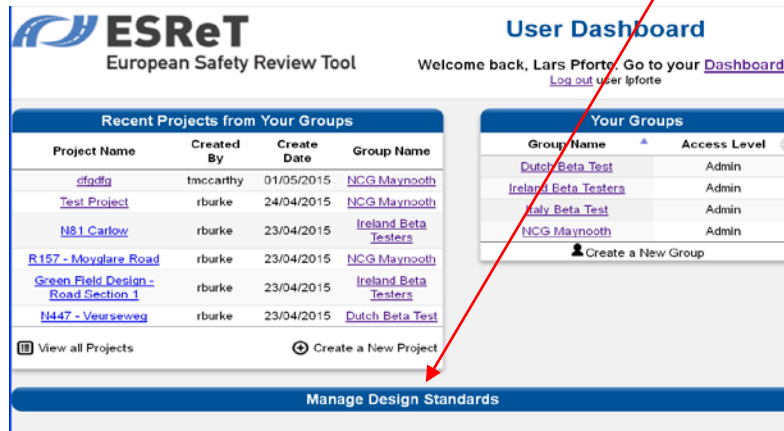 ESReT
European Safety Review Tool
User Dashboard
Welcome back, Lars Pforte. Go to your Dashboard
Log out user lpforte
Recent Projects from Your Groups
Project Name Created By Create Date Group Name
dfgdfg tmccarthy 01/05/2015 NCG Maynooth
Test Project rburke 24/04/2015 NCG Maynooth
N81 Carlow rburke 23/04/2015 Ireland Beta Testers
R157 - Moyglare Road rburke 23/04/2015 NCG Maynooth
Green Field Design - Road Section 1 rburke 23/04/2015 Ireland Beta Testers
N447 - Veurseweg rburke 23/04/2015 Dutch Beta Test
View all Projects Create a New Project
Your Groups
Group Name Access Level
Dutch Beta Test Admin
Ireland Beta Testers Admin
Italy Beta Test Admin
NCG Maynooth Admin
Create a New Group
Manage Design Standards